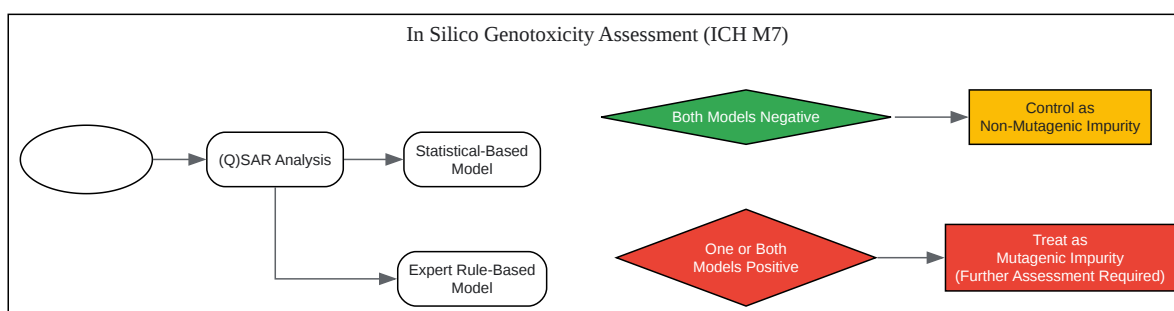 In Silico Genotoxicity Assessment (ICH M7)
(Q)SAR Analysis
Statistical-Based
Model
Expert Rule-Based
Model
Both Models Negative
Control as
Non-Mutagenic Impurity
One or Both
Models Positive
Treat as
Mutagenic Impurity
(Further Assessment Required)